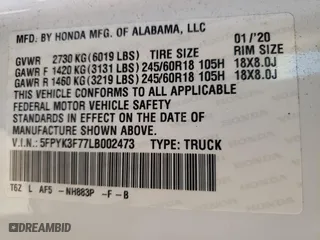 MFD. BY HONDA MFG. OF ALABAMA, LLC
01/'20
GVWR 2730 KG(6019 LBS) TIRE SIZE RIM SIZE
GAWR F 1420 KG(3131 LBS) 245/60R18 105H 18X8.0J
GAWR R 1460 KG(3219 LBS) 245/60R18 105H 18X8.0J
THIS VEHICLE CONFORMS TO ALL APPLICABLE
FEDERAL MOTOR VEHICLE SAFETY
STANDARDS IN EFFECT ON THE DATE OF
MANUFACTURE SHOWN ABOVE.
V.I.N.: 5FPYK3F77LB002473 TYPE: TRUCK
T6Z L AF5 -NH883P -F -B
DREAMBID